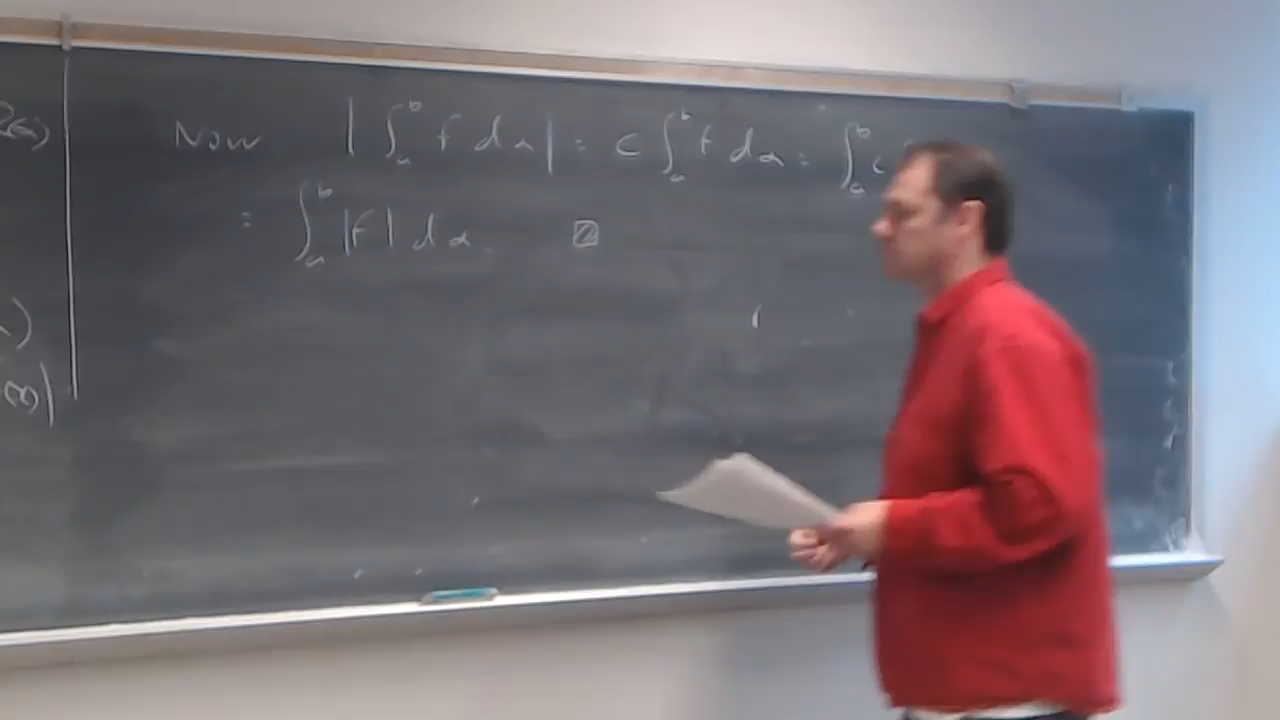 Now | ∫_a^b f dα | = c ∫_a^b f dα = ∫_a^b c
= ∫_a^b |f| dα.